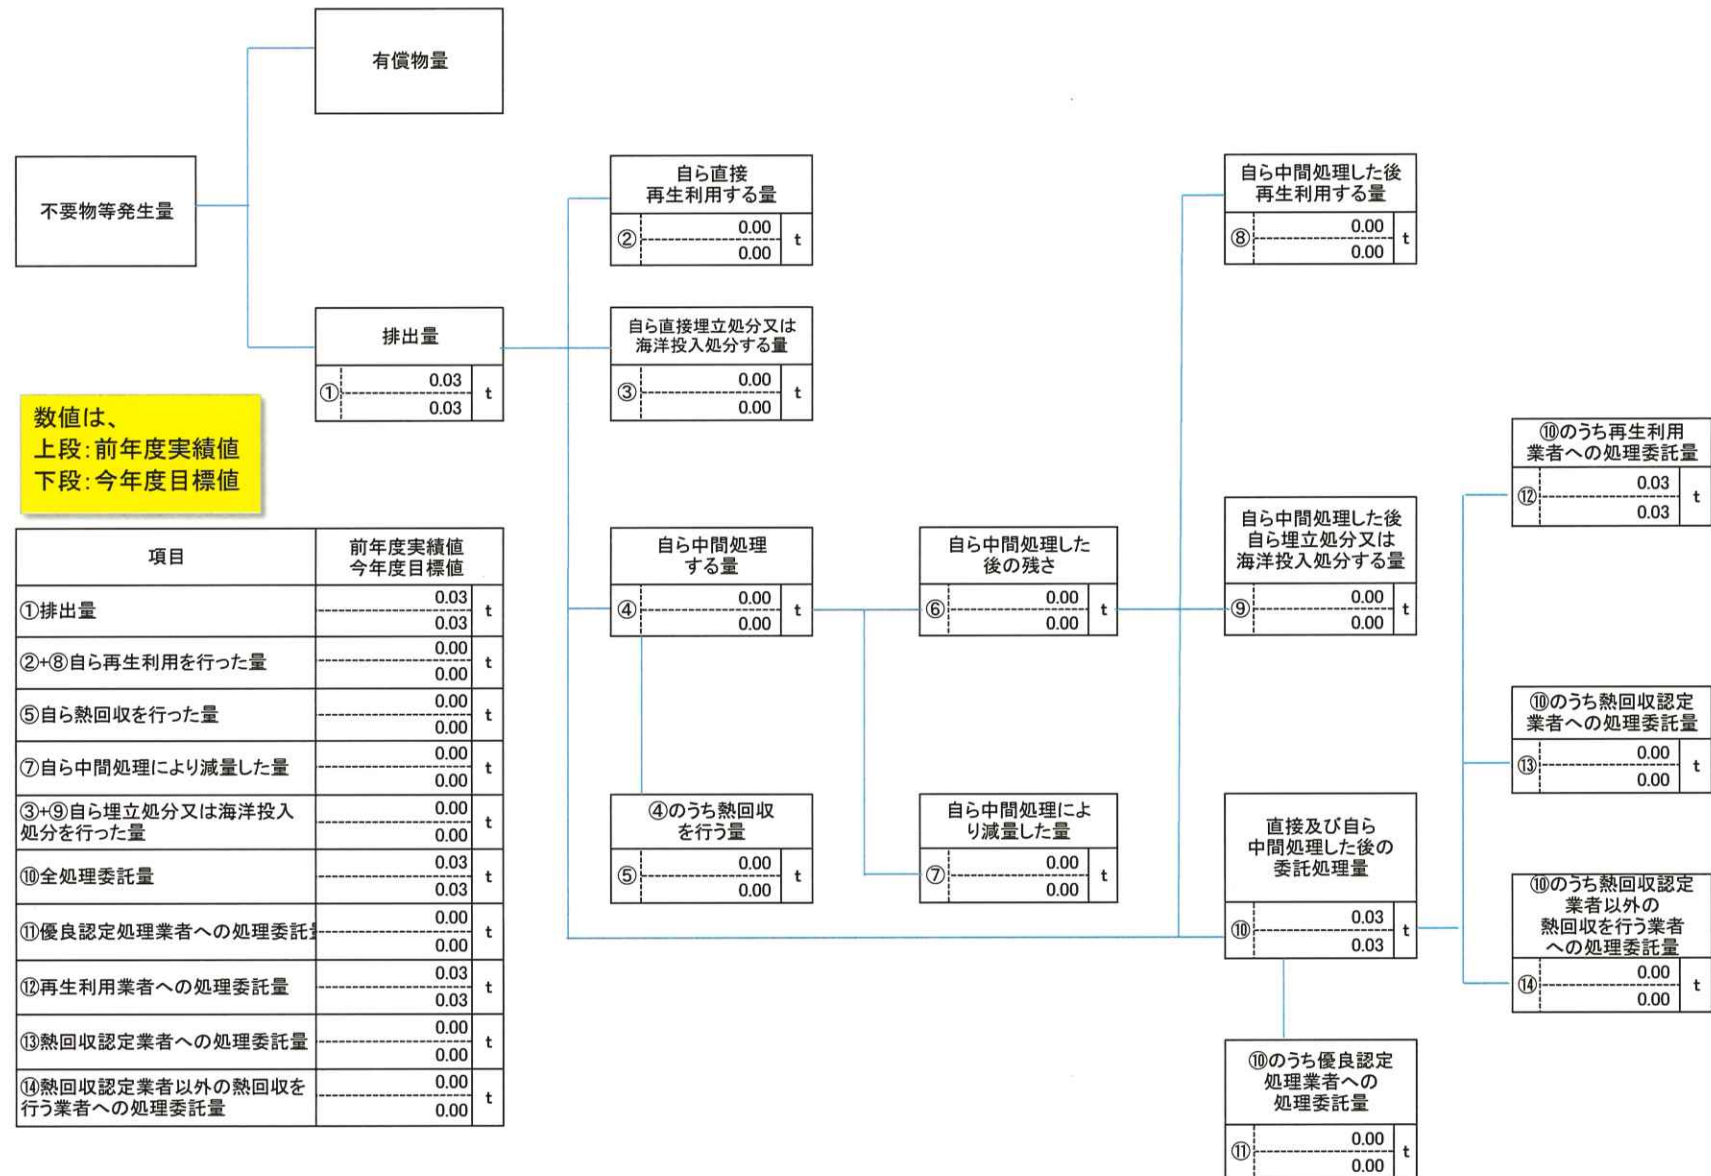 有償物量
不要物等発生量
排出量
①
0.03
0.03
t
自ら直接
再生利用する量
②
0.00
0.00
t
自ら直接埋立処分又は
海洋投入処分する量
③
0.00
0.00
t
自ら中間処理
する量
④
0.00
0.00
t
④のうち熱回収
を行う量
⑤
0.00
0.00
t
自ら中間処理した
後の残さ
⑥
0.00
0.00
t
自ら中間処理によ
り減量した量
⑦
0.00
0.00
t
自ら中間処理した後
再生利用する量
⑧
0.00
0.00
t
自ら中間処理した後
自ら埋立処分又は
海洋投入処分する量
⑨
0.00
0.00
t
直接及び自ら
中間処理した後の
委託処理量
⑩
0.03
0.03
t
⑩のうち優良認定
処理業者への
処理委託量
⑪
0.00
0.00
t
⑩のうち再生利用
業者への処理委託量
⑫
0.03
0.03
t
⑩のうち熱回収認定
業者への処理委託量
⑬
0.00
0.00
t
⑩のうち熱回収認定
業者以外の
熱回収を行う業者
への処理委託量
⑭
0.00
0.00
t
数値は、
上段:前年度実績値
下段:今年度目標値
項目
前年度実績値
今年度目標値
①排出量
0.03
0.03
t
②+⑧自ら再生利用を行った量
0.00
0.00
t
⑤自ら熱回収を行った量
0.00
0.00
t
⑦自ら中間処理により減量した量
0.00
0.00
t
③+⑨自ら埋立処分又は海洋投入
処分を行った量
0.00
0.00
t
⑩全処理委託量
0.03
0.03
t
⑪優良認定処理業者への処理委託
0.00
0.00
t
⑫再生利用業者への処理委託量
0.03
0.03
t
⑬熱回収認定業者への処理委託量
0.00
0.00
t
⑭熱回収認定業者以外の熱回収を
行う業者への処理委託量
0.00
0.00
t